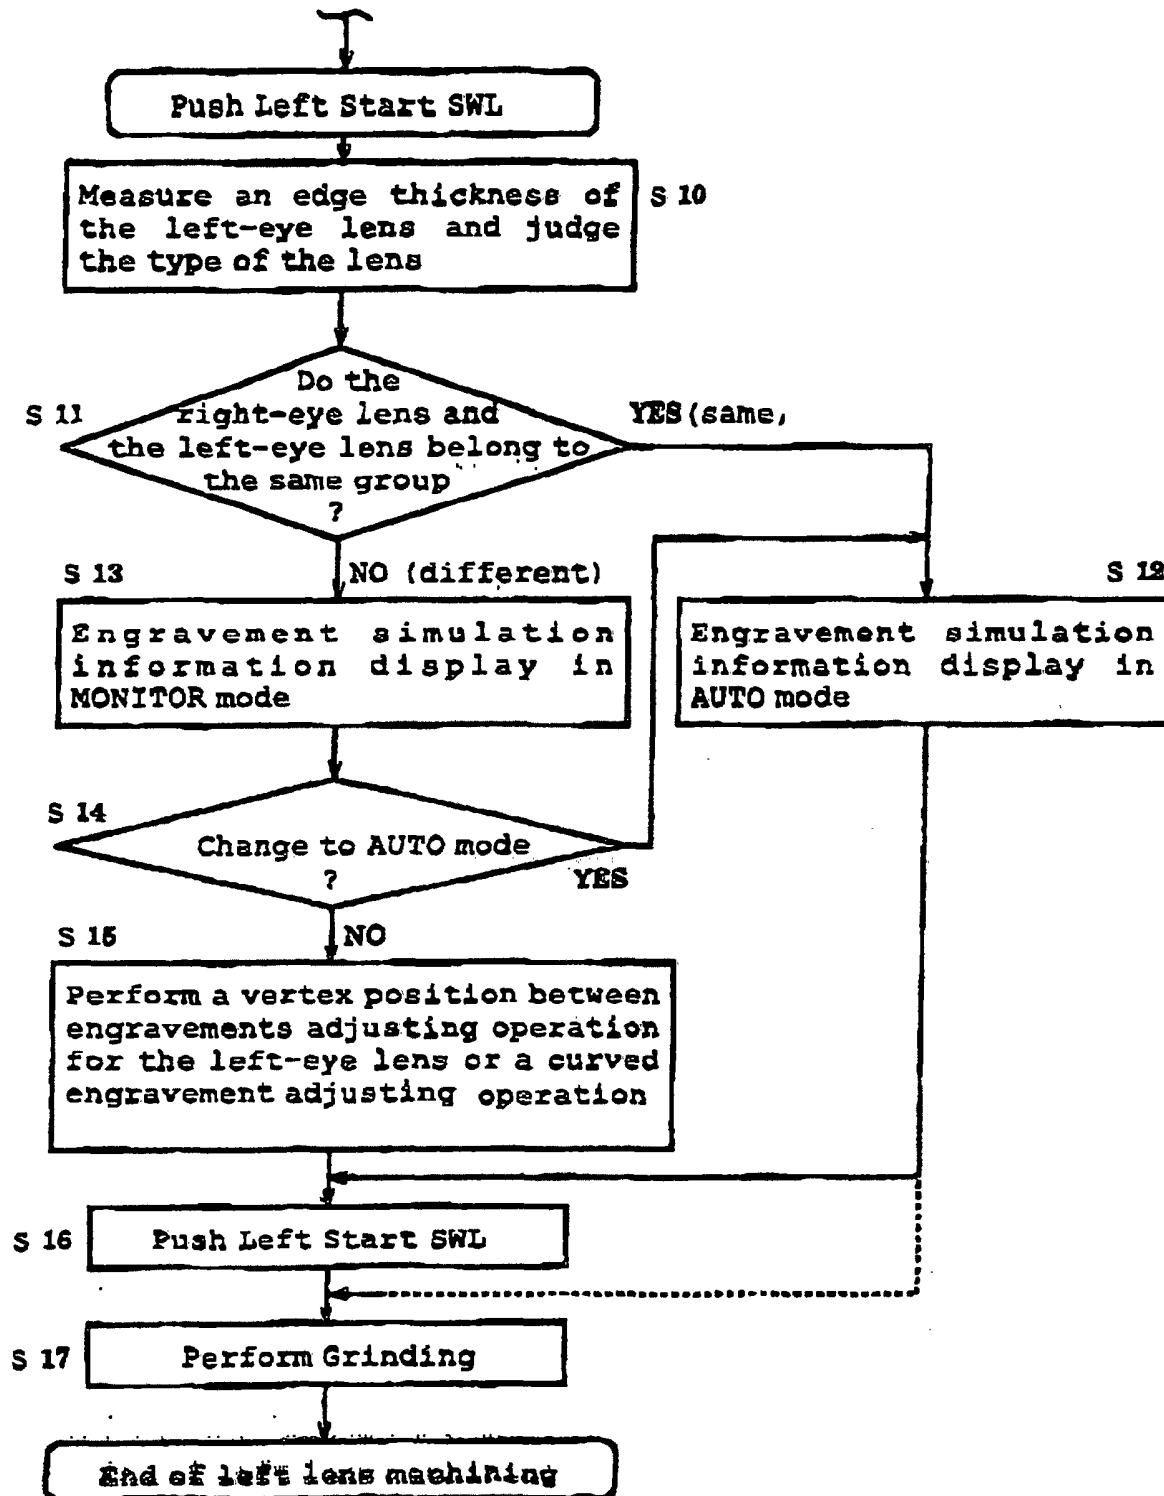 Push Left Start SWL
Measure an edge thickness of
the left-eye lens and judge
the type of the lens
S 10
Do the
right-eye lens and
the left-eye lens belong to
the same group
?
S 11
YES (same,
S 13
NO (different)
S 12
Engravement simulation
information display in
MONITOR mode
Engravement simulation
information display in
AUTO mode
S 14
Change to AUTO mode
?
YES
S 15
NO
Perform a vertex position between
engravements adjusting operation
for the left-eye lens or a curved
engravement adjusting operation
S 16
Push Left Start SWL
S 17
Perform Grinding
End of left lens machining